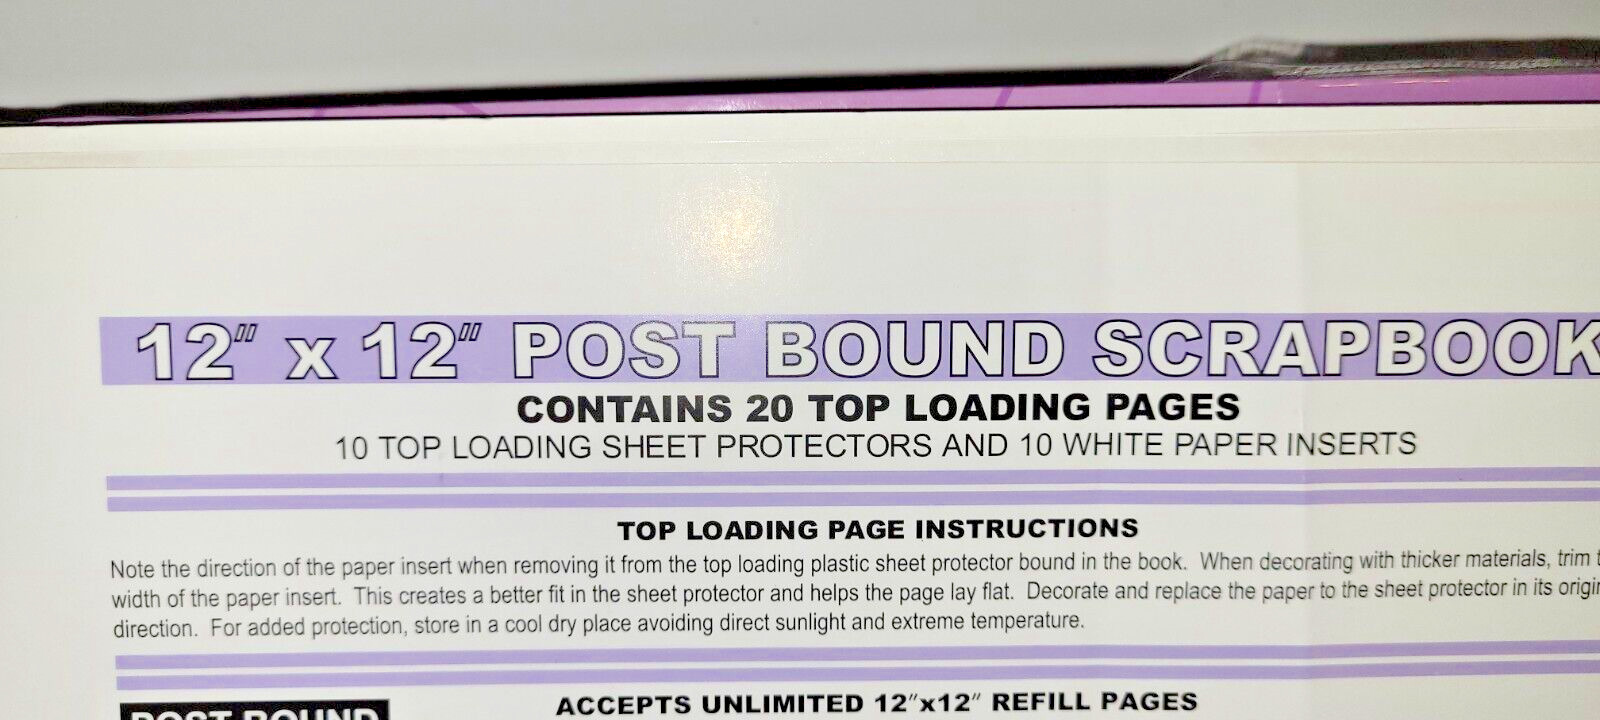 12" x 12" POST BOUND SCRAPBOOK
CONTAINS 20 TOP LOADING PAGES
10 TOP LOADING SHEET PROTECTORS AND 10 WHITE PAPER INSERTS
TOP LOADING PAGE INSTRUCTIONS
Note the direction of the paper insert when removing it from the top loading plastic sheet protector bound in the book. When decorating with thicker materials, trim
width of the paper insert. This creates a better fit in the sheet protector and helps the page lay flat. Decorate and replace the paper to the sheet protector in its origin
direction. For added protection, store in a cool dry place avoiding direct sunlight and extreme temperature.
ACCEPTS UNLIMITED 12"x12" REFILL PAGES
POST BOUND